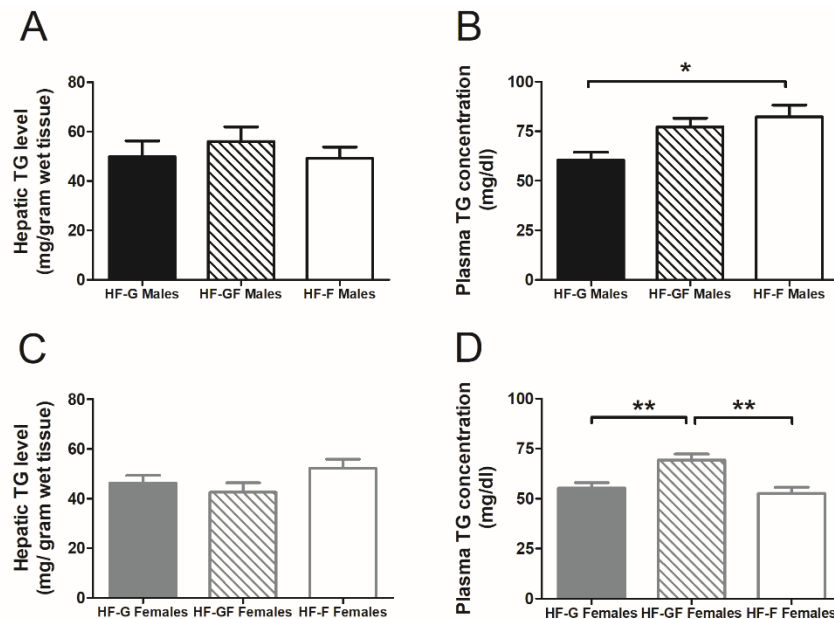 A
Hepatic TG level
(mg/gram wet tissue)
80
60
40
20
0
HF-G Males HF-GF Males HF-F Males
B
Plasma TG concentration
(mg/dl)
100
75
50
25
0
*
HF-G Males HF-GF Males HF-F Males
C
Hepatic TG level
(mg/ gram wet tissue)
80
60
40
20
0
HF-G Females HF-GF Females HF-F Females
D
Plasma TG concentration
(mg/dl)
100
75
50
25
0
** **
HF-G Females HF-GF Females HF-F Females